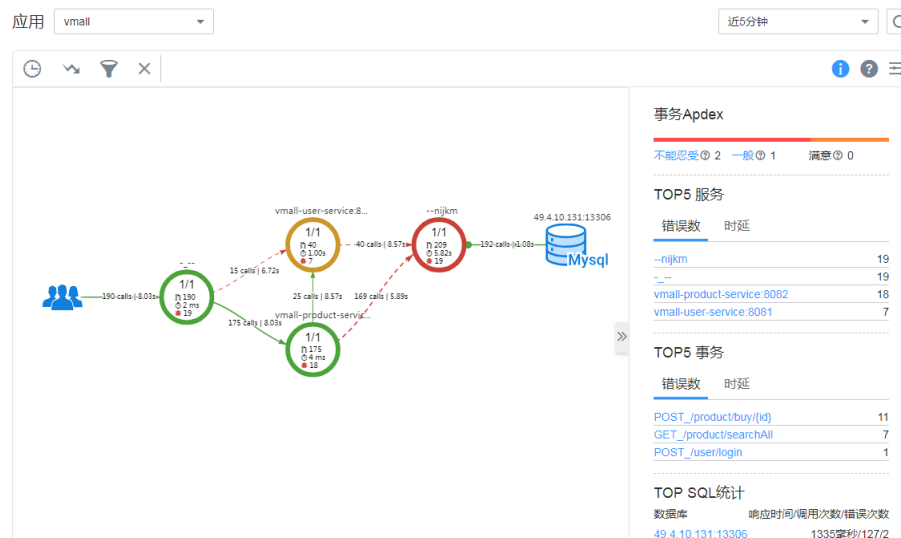 应用 vmall 近5分钟
vmall-user-service:8...
1/1
40
1.00s
7
--nijkm
1/1
209
5.82s
19
49.4.10.131:13306
Mysql
40 calls | 8.57s
192 calls | 1.08s
-_--
1/1
190
2 ms
19
190 calls | 8.03s
15 calls | 6.72s
25 calls | 8.57s
169 calls | 5.89s
175 calls | 8.03s
vmall-product-servic...
1/1
175
4 ms
18
事务Apdex
不能忍受 2 一般 1 满意 0
TOP5 服务
错误数 时延
--nijkm 19
-_-- 19
vmall-product-service:8082 18
vmall-user-service:8081 7
TOP5 事务
错误数 时延
POST_/product/buy/{id} 11
GET_/product/searchAll 7
POST_/user/login 1
TOP SQL统计
数据库 响应时间/调用次数/错误次数
49.4.10.131:13306 1335毫秒/127/2